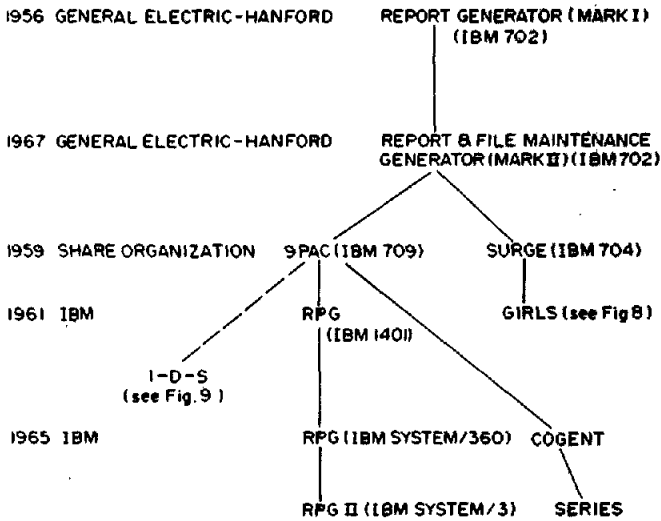 1956 GENERAL ELECTRIC-HANFORD REPORT GENERATOR (MARK I)
(IBM 702)
1967 GENERAL ELECTRIC-HANFORD REPORT & FILE MAINTENANCE
GENERATOR (MARK II) (IBM 702)
1959 SHARE ORGANIZATION 9PAC (IBM 709) SURGE (IBM 704)
1961 IBM RPG GIRLS (see Fig 8)
(IBM 1401)
I-D-S
(see Fig. 9)
1965 IBM RPG (IBM SYSTEM/360) COGENT
RPG II (IBM SYSTEM/3) SERIES